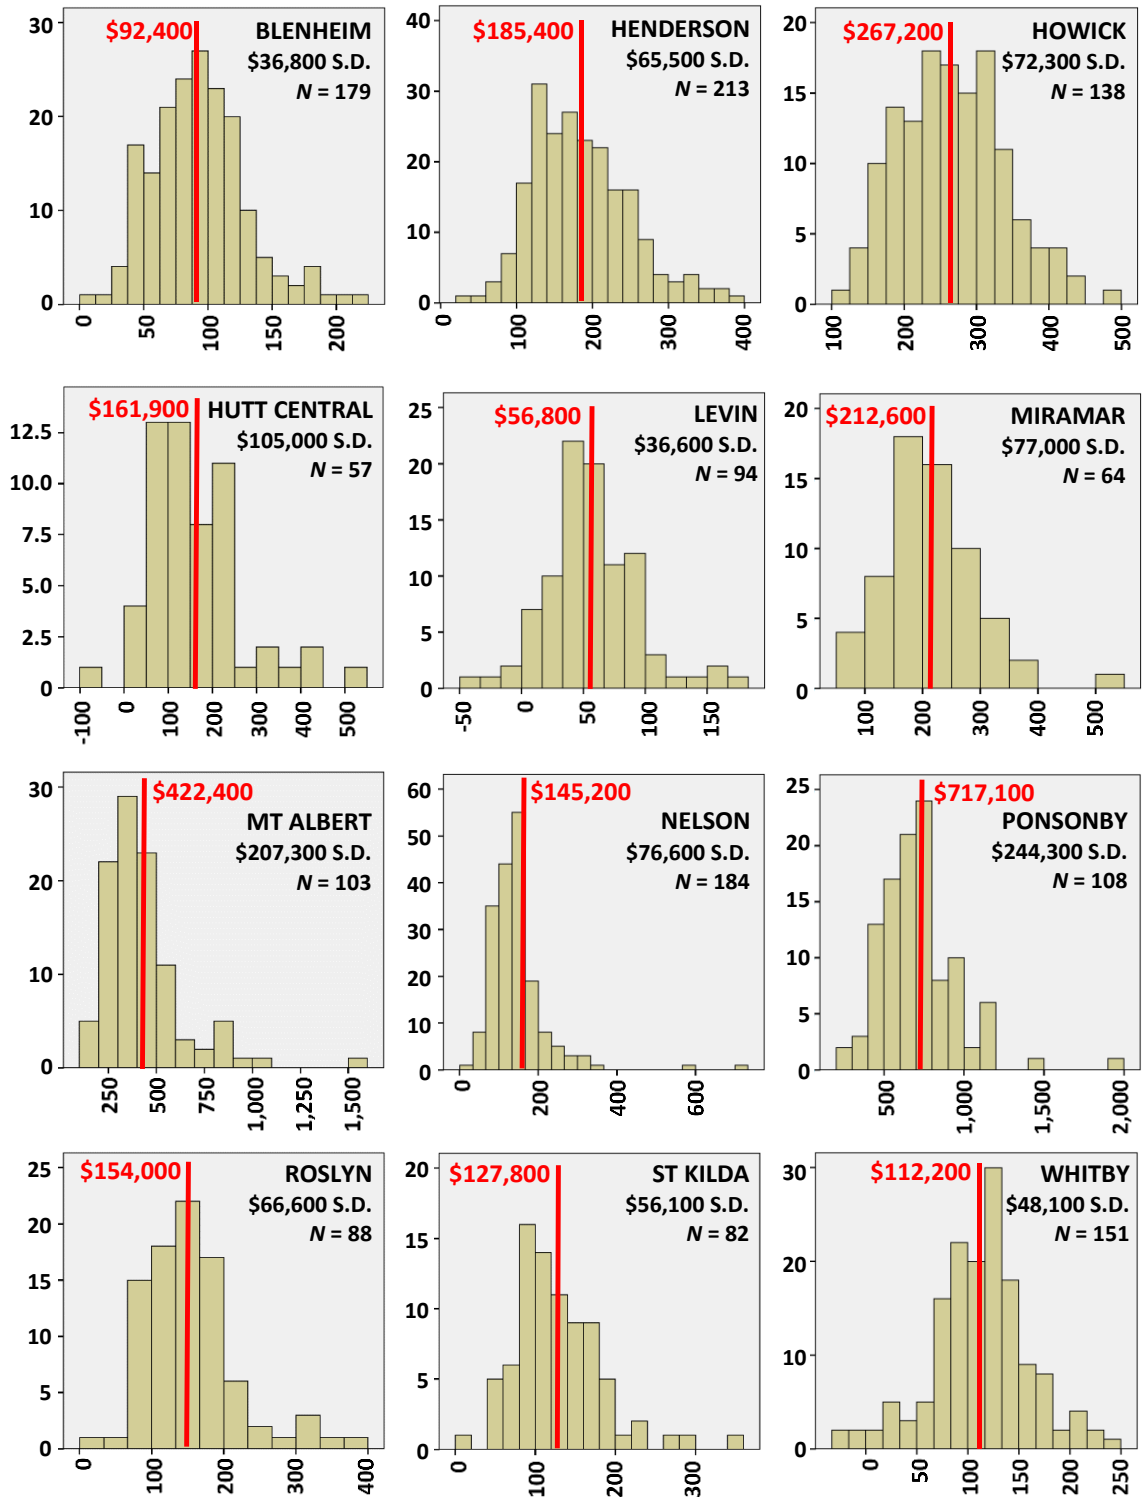 $92,400 BLENHEIM
$36,800 S.D.
N = 179
30
20
10
0
0 50 100 150 200
$185,400 HENDERSON
$65,500 S.D.
N = 213
40
30
20
10
0
0 100 200 300 400
$267,200 HOWICK
$72,300 S.D.
N = 138
20
15
10
5
0
100 200 300 400 500
$161,900 HUTT CENTRAL
$105,000 S.D.
N = 57
12.5
10.0
7.5
5.0
2.5
0
-100 0 100 200 300 400 500
$56,800 LEVIN
$36,600 S.D.
N = 94
25
20
15
10
5
0
-50 0 50 100 150
$212,600 MIRAMAR
$77,000 S.D.
N = 64
20
15
10
5
0
100 200 300 400 500
$422,400
MT ALBERT
$207,300 S.D.
N = 103
30
20
10
0
250 500 750 1,000 1,250 1,500
$145,200
NELSON
$76,600 S.D.
N = 184
60
50
40
30
20
10
0
0 200 400 600
$717,100
PONSONBY
$244,300 S.D.
N = 108
25
20
15
10
5
0
500 1,000 1,500 2,000
$154,000 ROSLYN
$66,600 S.D.
N = 88
25
20
15
10
5
0
0 100 200 300 400
$127,800 ST KILDA
$56,100 S.D.
N = 82
20
15
10
5
0
0 100 200 300
$112,200 WHITBY
$48,100 S.D.
N = 151
30
20
10
0
0 50 100 150 200 250